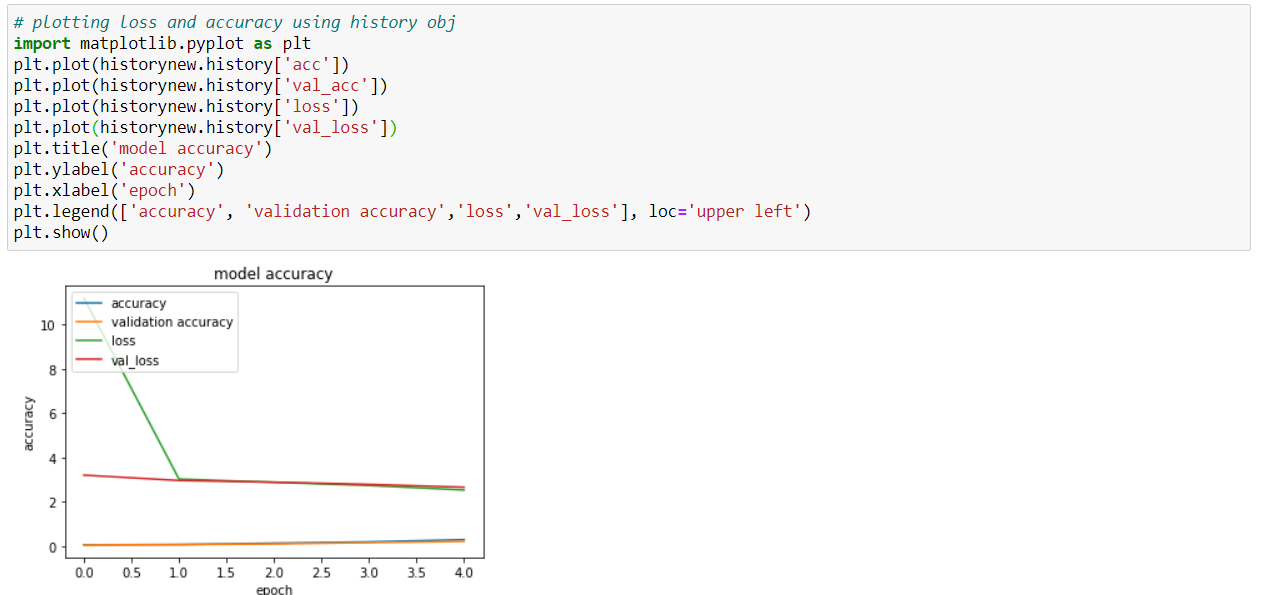 # plotting loss and accuracy using history obj
import matplotlib.pyplot as plt
plt.plot(historynew.history['acc'])
plt.plot(historynew.history['val_acc'])
plt.plot(historynew.history['loss'])
plt.plot(historynew.history['val_loss'])
plt.title('model accuracy')
plt.ylabel('accuracy')
plt.xlabel('epoch')
plt.legend(['accuracy', 'validation accuracy','loss','val_loss'], loc='upper left')
plt.show()
model accuracy
accuracy
validation accuracy
loss
val_loss
10
8
6
4
2
0
accuracy
0.0 0.5 1.0 1.5 2.0 2.5 3.0 3.5 4.0
epoch